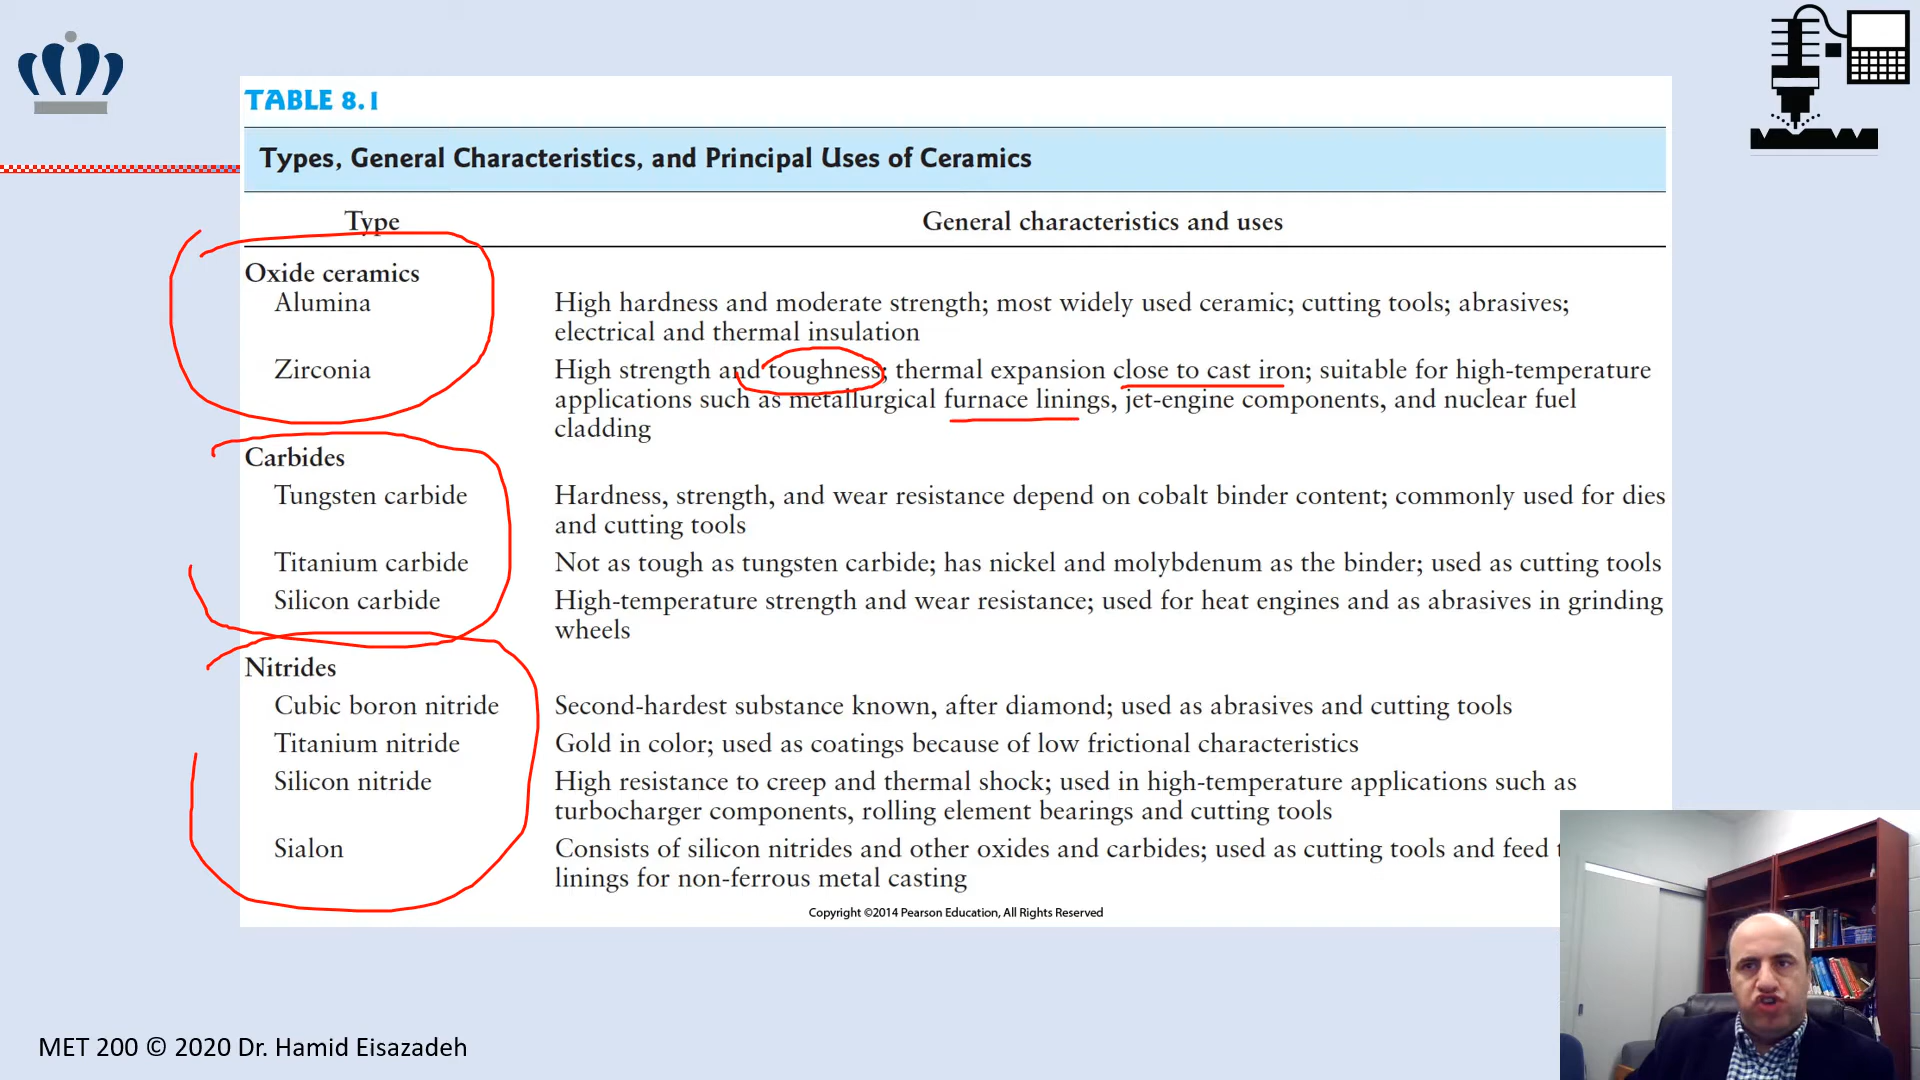 TABLE 8.1
Types, General Characteristics, and Principal Uses of Ceramics
Type General characteristics and uses
Oxide ceramics
Alumina High hardness and moderate strength; most widely used ceramic; cutting tools; abrasives;
electrical and thermal insulation
Zirconia High strength and toughness; thermal expansion close to cast iron; suitable for high-temperature
applications such as metallurgical furnace linings, jet-engine components, and nuclear fuel
cladding
Carbides
Tungsten carbide Hardness, strength, and wear resistance depend on cobalt binder content; commonly used for dies
and cutting tools
Titanium carbide Not as tough as tungsten carbide; has nickel and molybdenum as the binder; used as cutting tools
Silicon carbide High-temperature strength and wear resistance; used for heat engines and as abrasives in grinding
wheels
Nitrides
Cubic boron nitride Second-hardest substance known, after diamond; used as abrasives and cutting tools
Titanium nitride Gold in color; used as coatings because of low frictional characteristics
Silicon nitride High resistance to creep and thermal shock; used in high-temperature applications such as
turbocharger components, rolling element bearings and cutting tools
Sialon Consists of silicon nitrides and other oxides and carbides; used as cutting tools and feed
linings for non-ferrous metal casting
Copyright ©2014 Pearson Education, All Rights Reserved
MET 200 © 2020 Dr. Hamid Eisazadeh